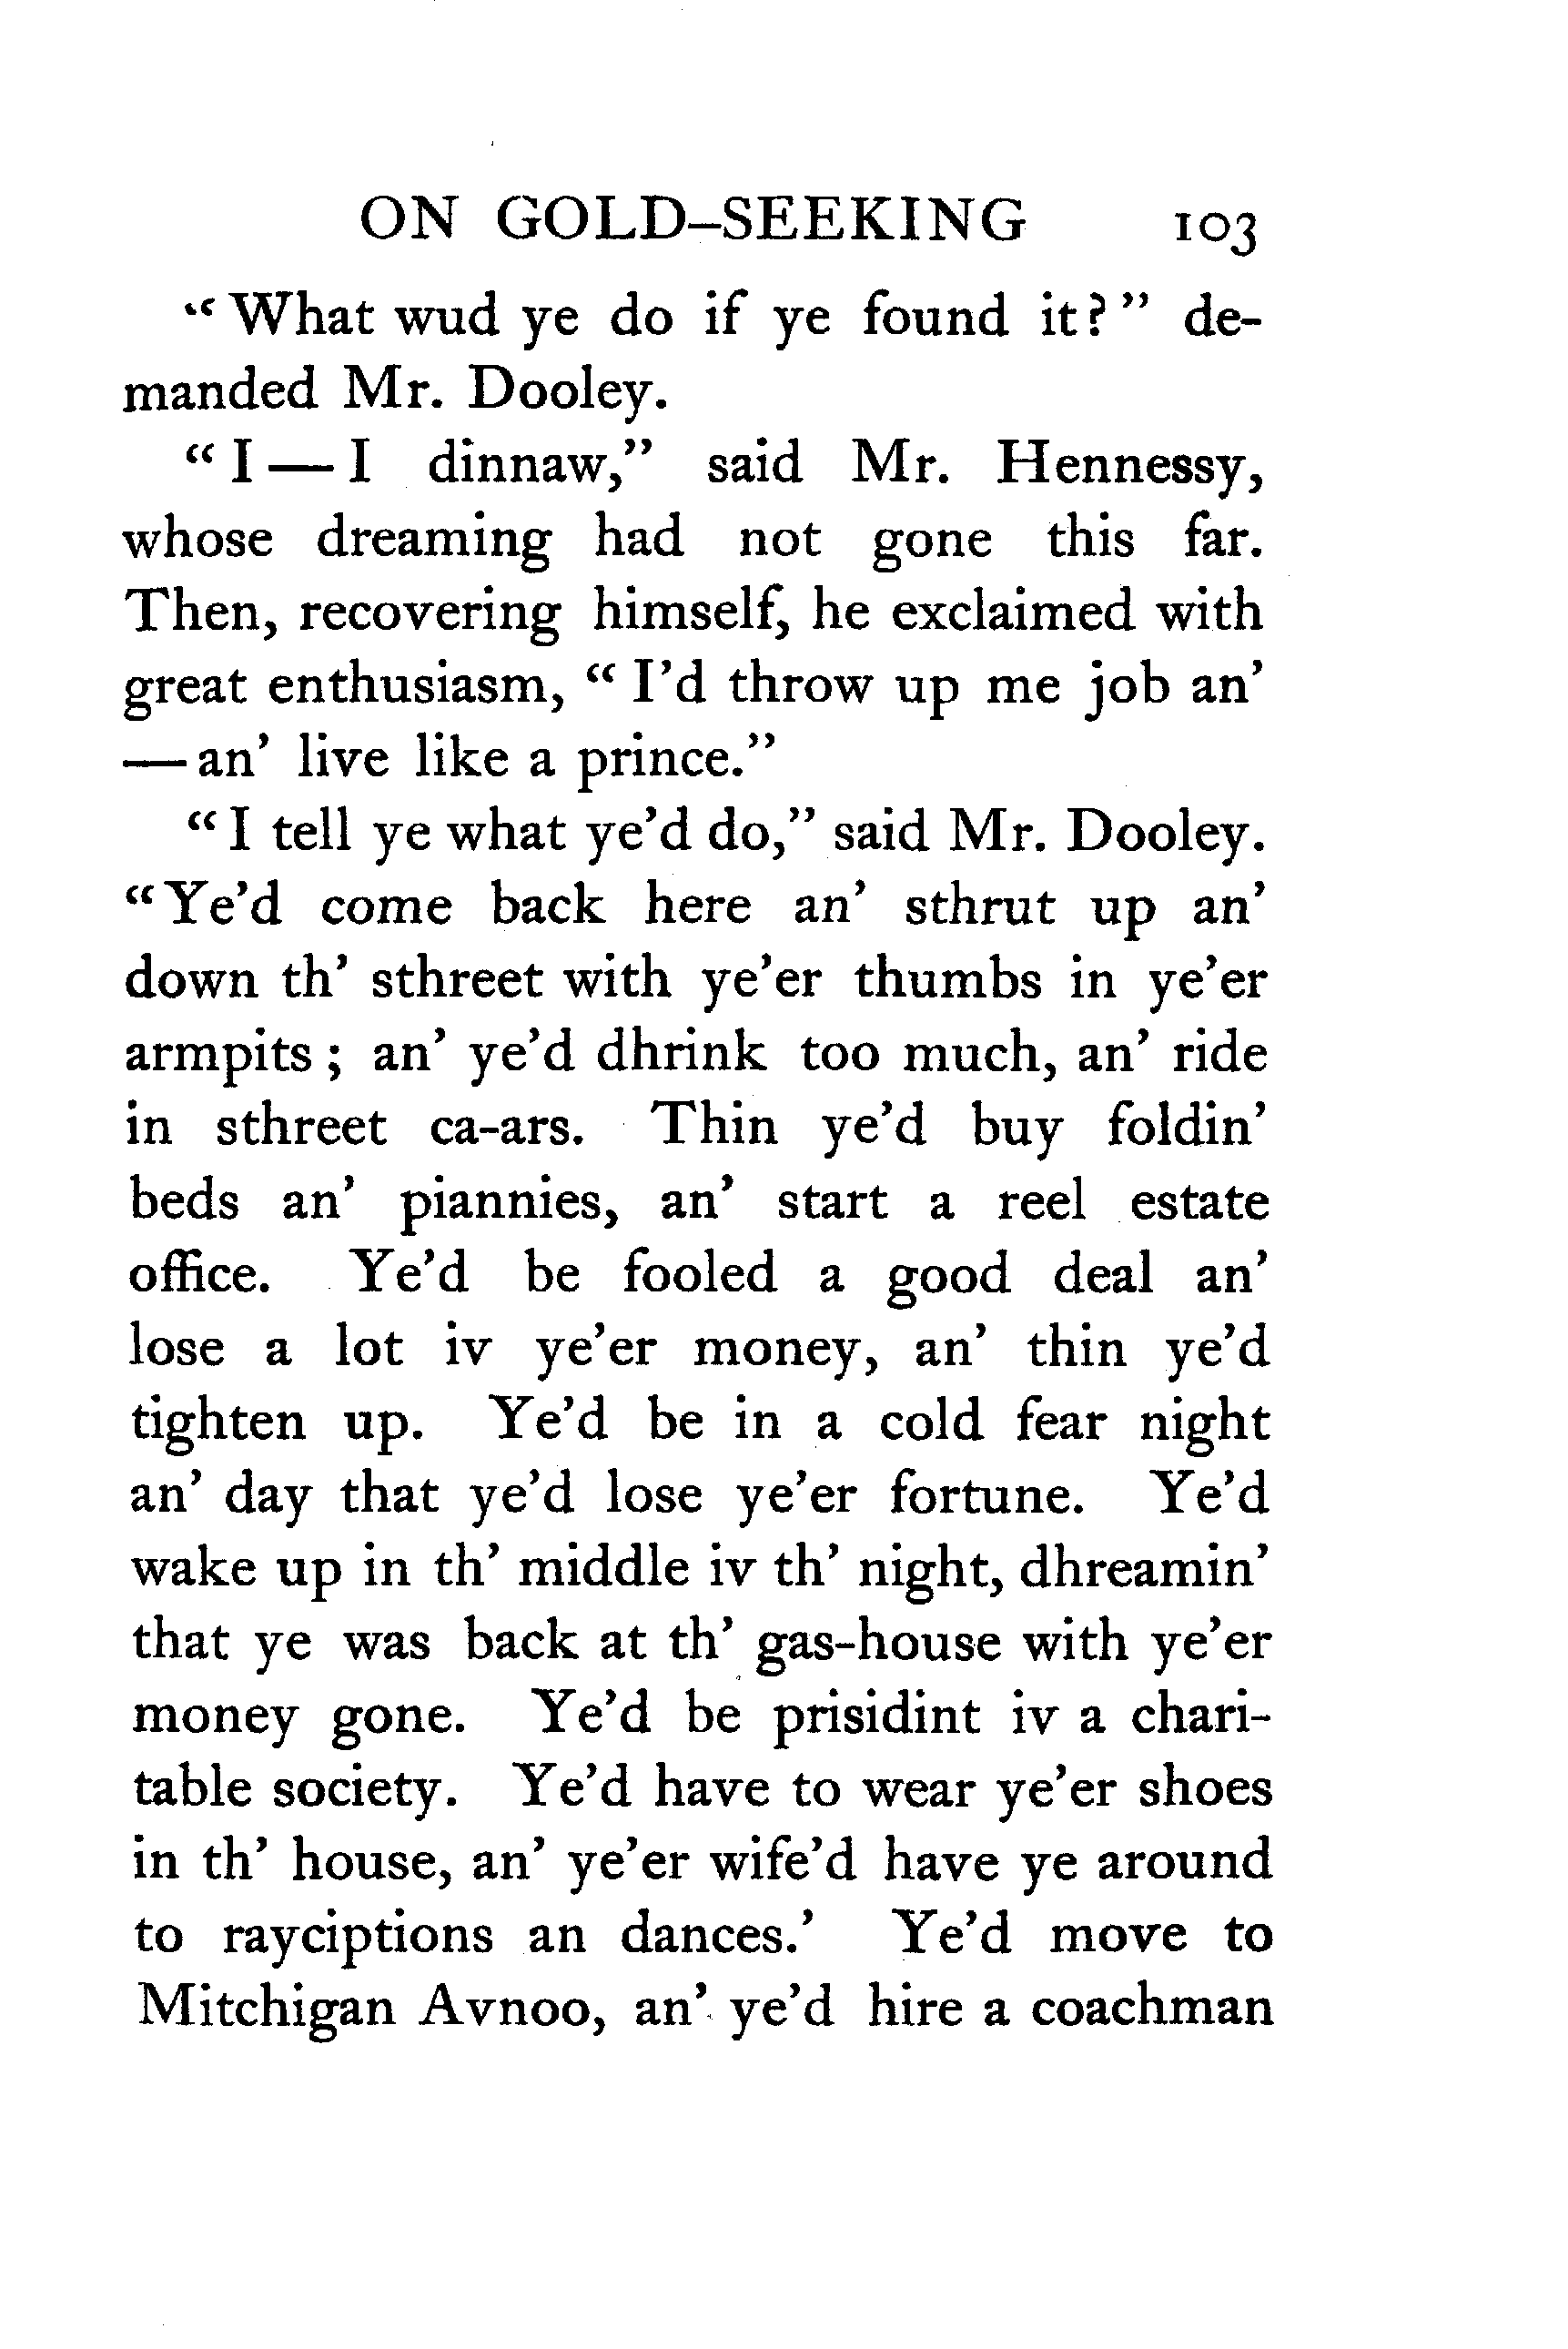 ON GOLD-SEEKING 103
“What wud ye do if ye found it?” de-
manded Mr. Dooley.
“I—I dinnaw,” said Mr. Hennessy,
whose dreaming had not gone this far.
Then, recovering himself, he exclaimed with
great enthusiasm, “I’d throw up me job an’
—an’ live like a prince.”
“I tell ye what ye’d do,” said Mr. Dooley.
“Ye’d come back here an’ sthrut up an’
down th’ sthreet with ye’er thumbs in ye’er
armpits; an’ ye’d dhrink too much, an’ ride
in sthreet ca-ars. Thin ye’d buy foldin’
beds an’ piannies, an’ start a reel estate
office. Ye’d be fooled a good deal an’
lose a lot iv ye’er money, an’ thin ye’d
tighten up. Ye’d be in a cold fear night
an’ day that ye’d lose ye’er fortune. Ye’d
wake up in th’ middle iv th’ night, dhreamin’
that ye was back at th’ gas-house with ye’er
money gone. Ye’d be prisidint iv a chari-
table society. Ye’d have to wear ye’er shoes
in th’ house, an’ ye’er wife’d have ye around
to rayciptions an dances.’ Ye’d move to
Mitchigan Avnoo, an’ ye’d hire a coachman